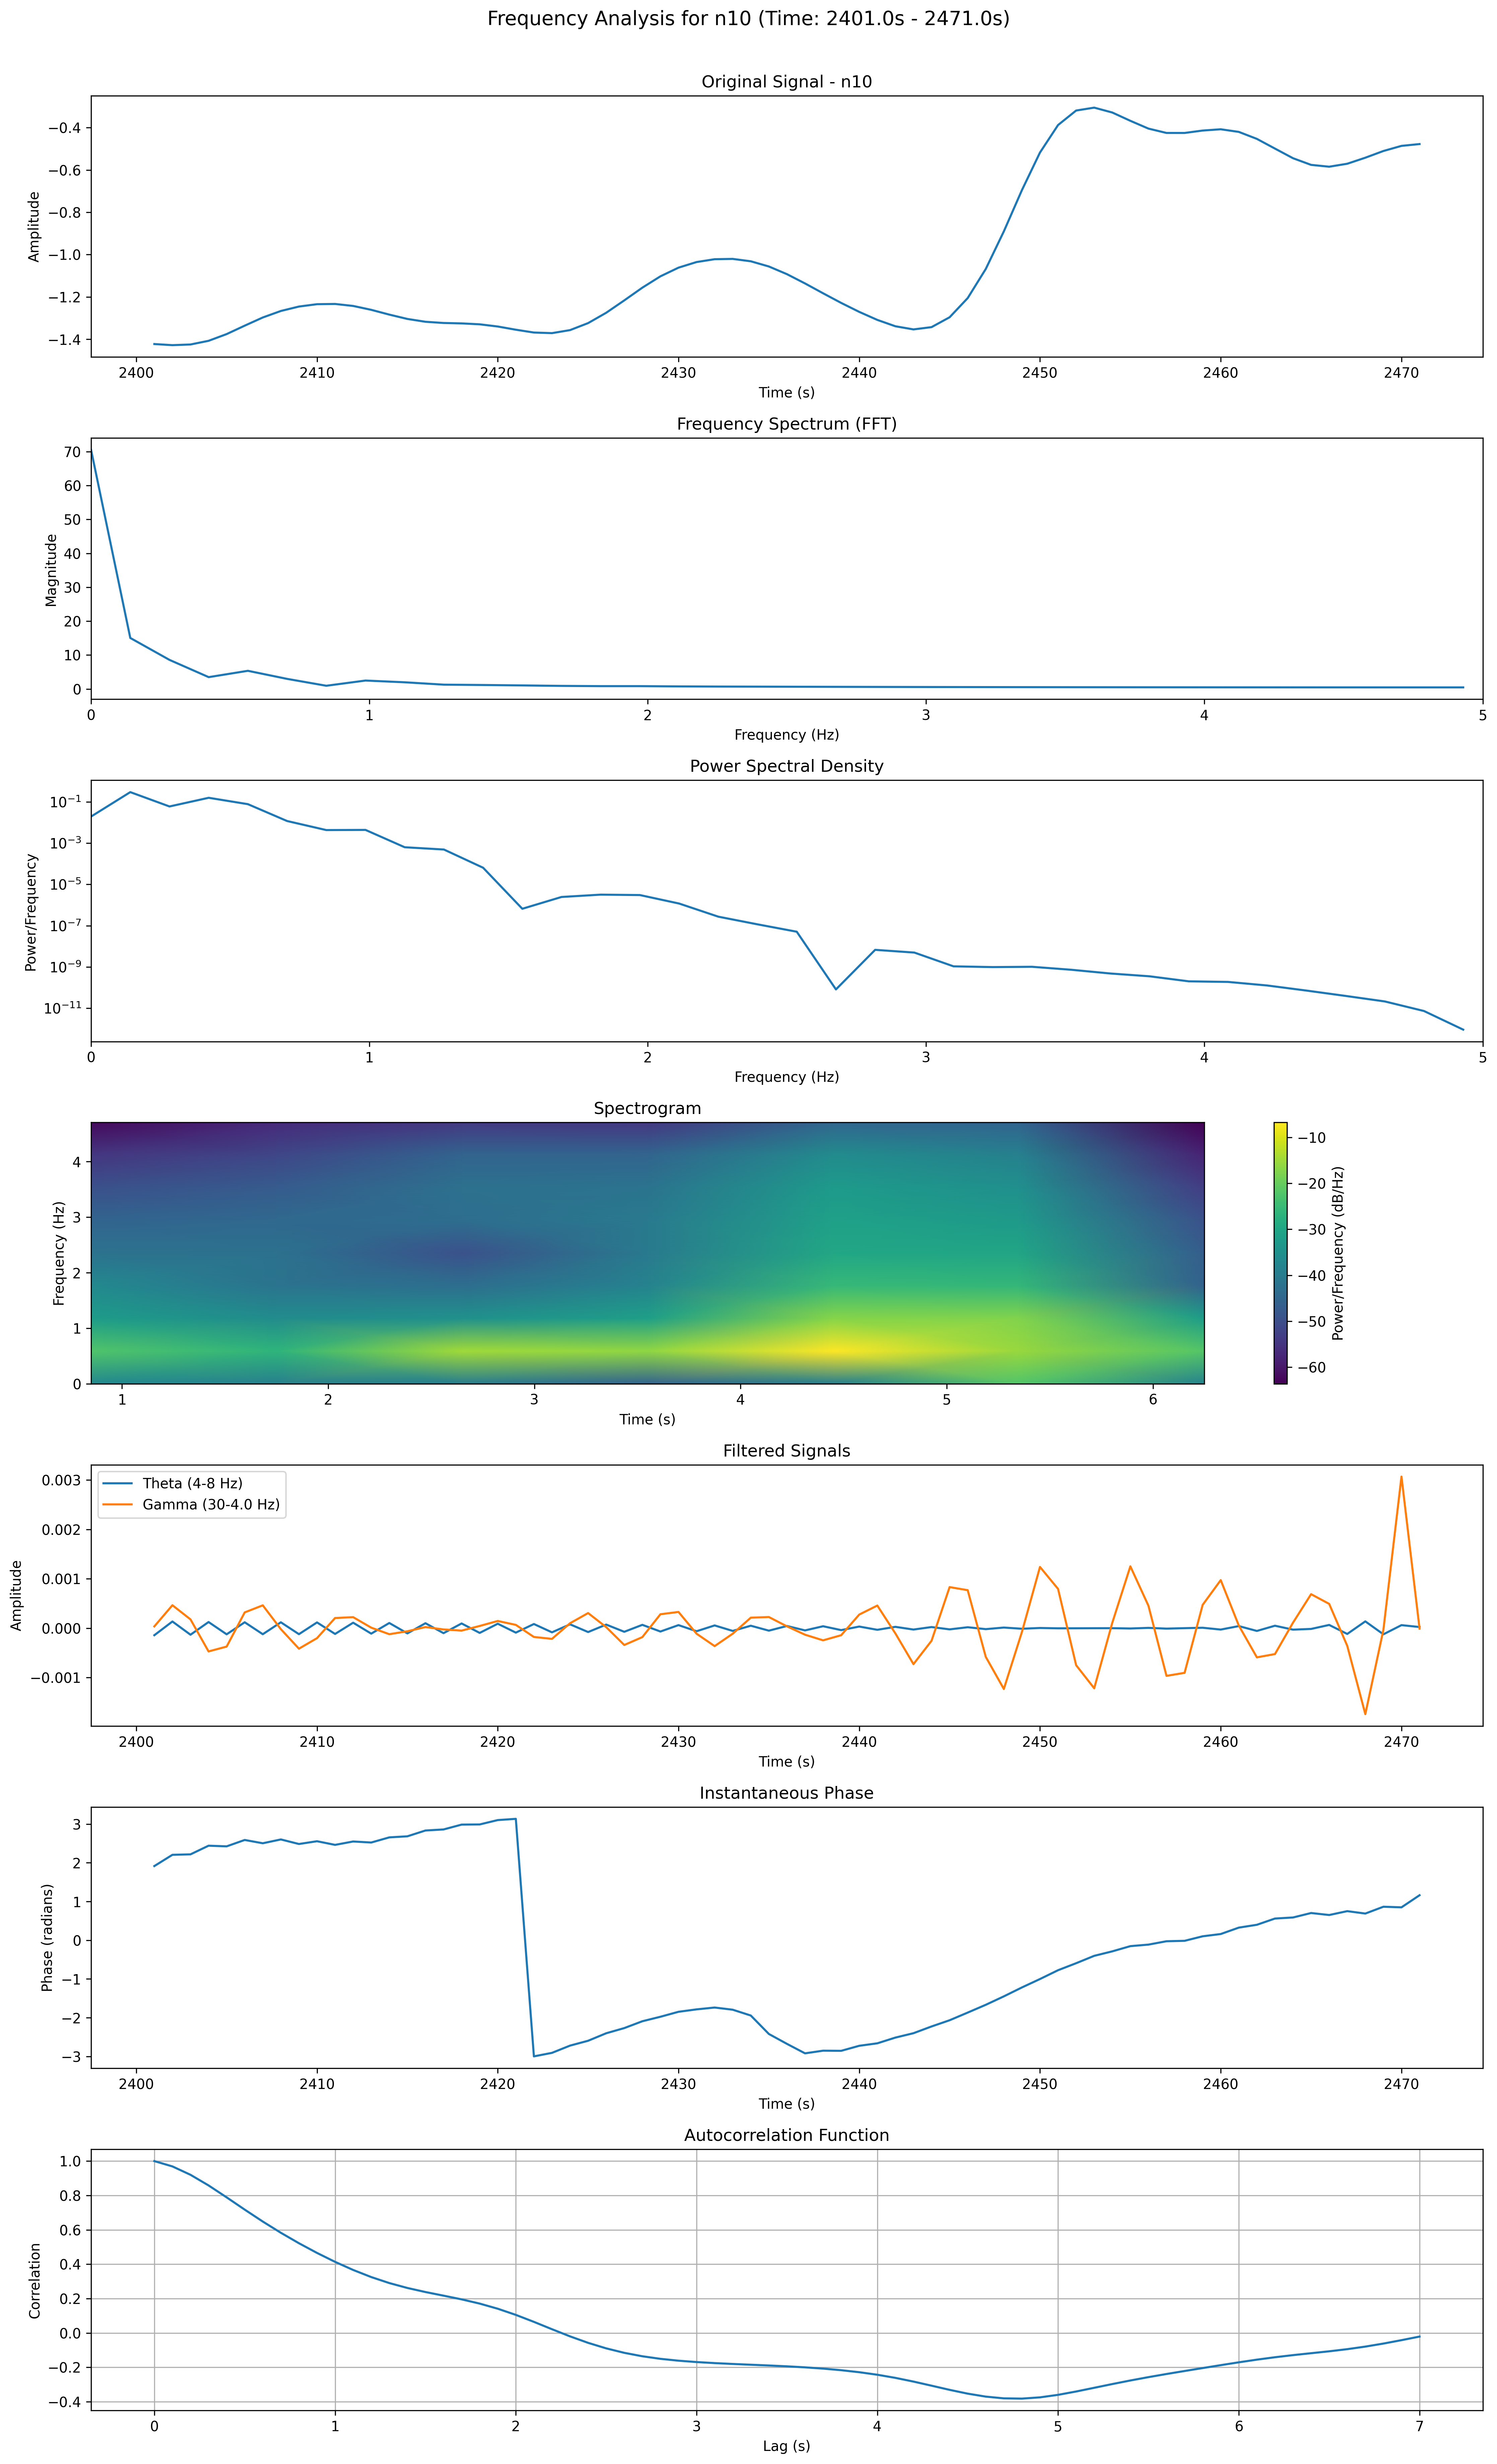 Frequency Analysis for n10 (Time: 2401.0s - 2471.0s)
Original Signal - n10
Amplitude
−0.4
−0.6
−0.8
−1.0
−1.2
−1.4
2400 2410 2420 2430 2440 2450 2460 2470
Time (s)
Frequency Spectrum (FFT)
Magnitude
70
60
50
40
30
20
10
0
0 1 2 3 4 5
Frequency (Hz)
Power Spectral Density
Power/Frequency
10⁻¹
10⁻³
10⁻⁵
10⁻⁷
10⁻⁹
10⁻¹¹
0 1 2 3 4 5
Frequency (Hz)
Spectrogram
Frequency (Hz)
4
3
2
1
0
1 2 3 4 5 6
Time (s)
−10
−20
−30
−40
−50
−60
Power/Frequency (dB/Hz)
Filtered Signals
Theta (4-8 Hz)
Gamma (30-4.0 Hz)
Amplitude
0.003
0.002
0.001
0.000
−0.001
2400 2410 2420 2430 2440 2450 2460 2470
Time (s)
Instantaneous Phase
Phase (radians)
3
2
1
0
−1
−2
−3
2400 2410 2420 2430 2440 2450 2460 2470
Time (s)
Autocorrelation Function
Correlation
1.0
0.8
0.6
0.4
0.2
0.0
−0.2
−0.4
0 1 2 3 4 5 6 7
Lag (s)